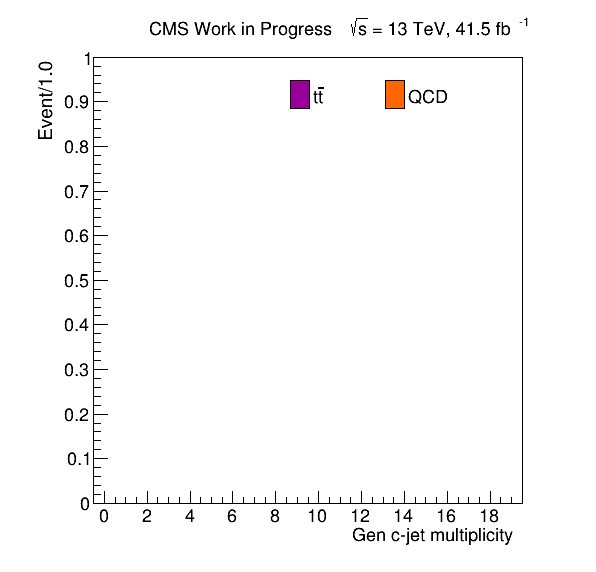 CMS Work in Progress √s = 13 TeV, 41.5 fb⁻¹
Event/1.0
tt̄
QCD
1
0.9
0.8
0.7
0.6
0.5
0.4
0.3
0.2
0.1
0
0 2 4 6 8 10 12 14 16 18
Gen c-jet multiplicity